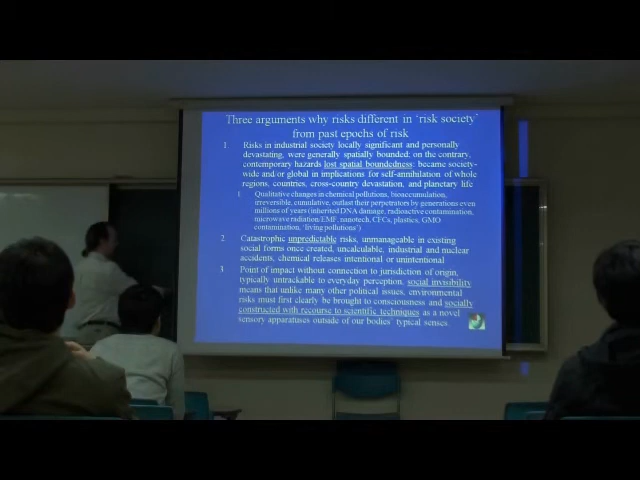 Three arguments why risks different in 'risk society'
from past epochs of risk
1 Risks in industrial society locally significant and personally
devastating, were generally spatially bounded; on the contrary,
contemporary hazards lost spatial boundedness: became society-
wide and/or global in implications for self-annihilation of whole
regions, countries, cross-country devastation, and planetary life
1 Qualitative changes in chemical pollutions, bioaccumulation,
irreversible, cumulative, outlast their perpetrators by generations even
millions of years (inherited DNA damage, radioactive contamination,
microwave radiation/EMF, nanotech, CFCs, plastics, GMO
contamination, 'living pollutions')
2 Catastrophic unpredictable risks, unmanageable in existing
social forms once created, uncalculable, industrial and nuclear
accidents, chemical releases intentional or unintentional
3 Point of impact without connection to jurisdiction of origin,
typically untrackable to everyday perception, social invisibility
means that unlike many other political issues, environmental
risks must first clearly be brought to consciousness and socially
constructed with recourse to scientific techniques as a novel
sensory apparatuses outside of our bodies' typical senses.